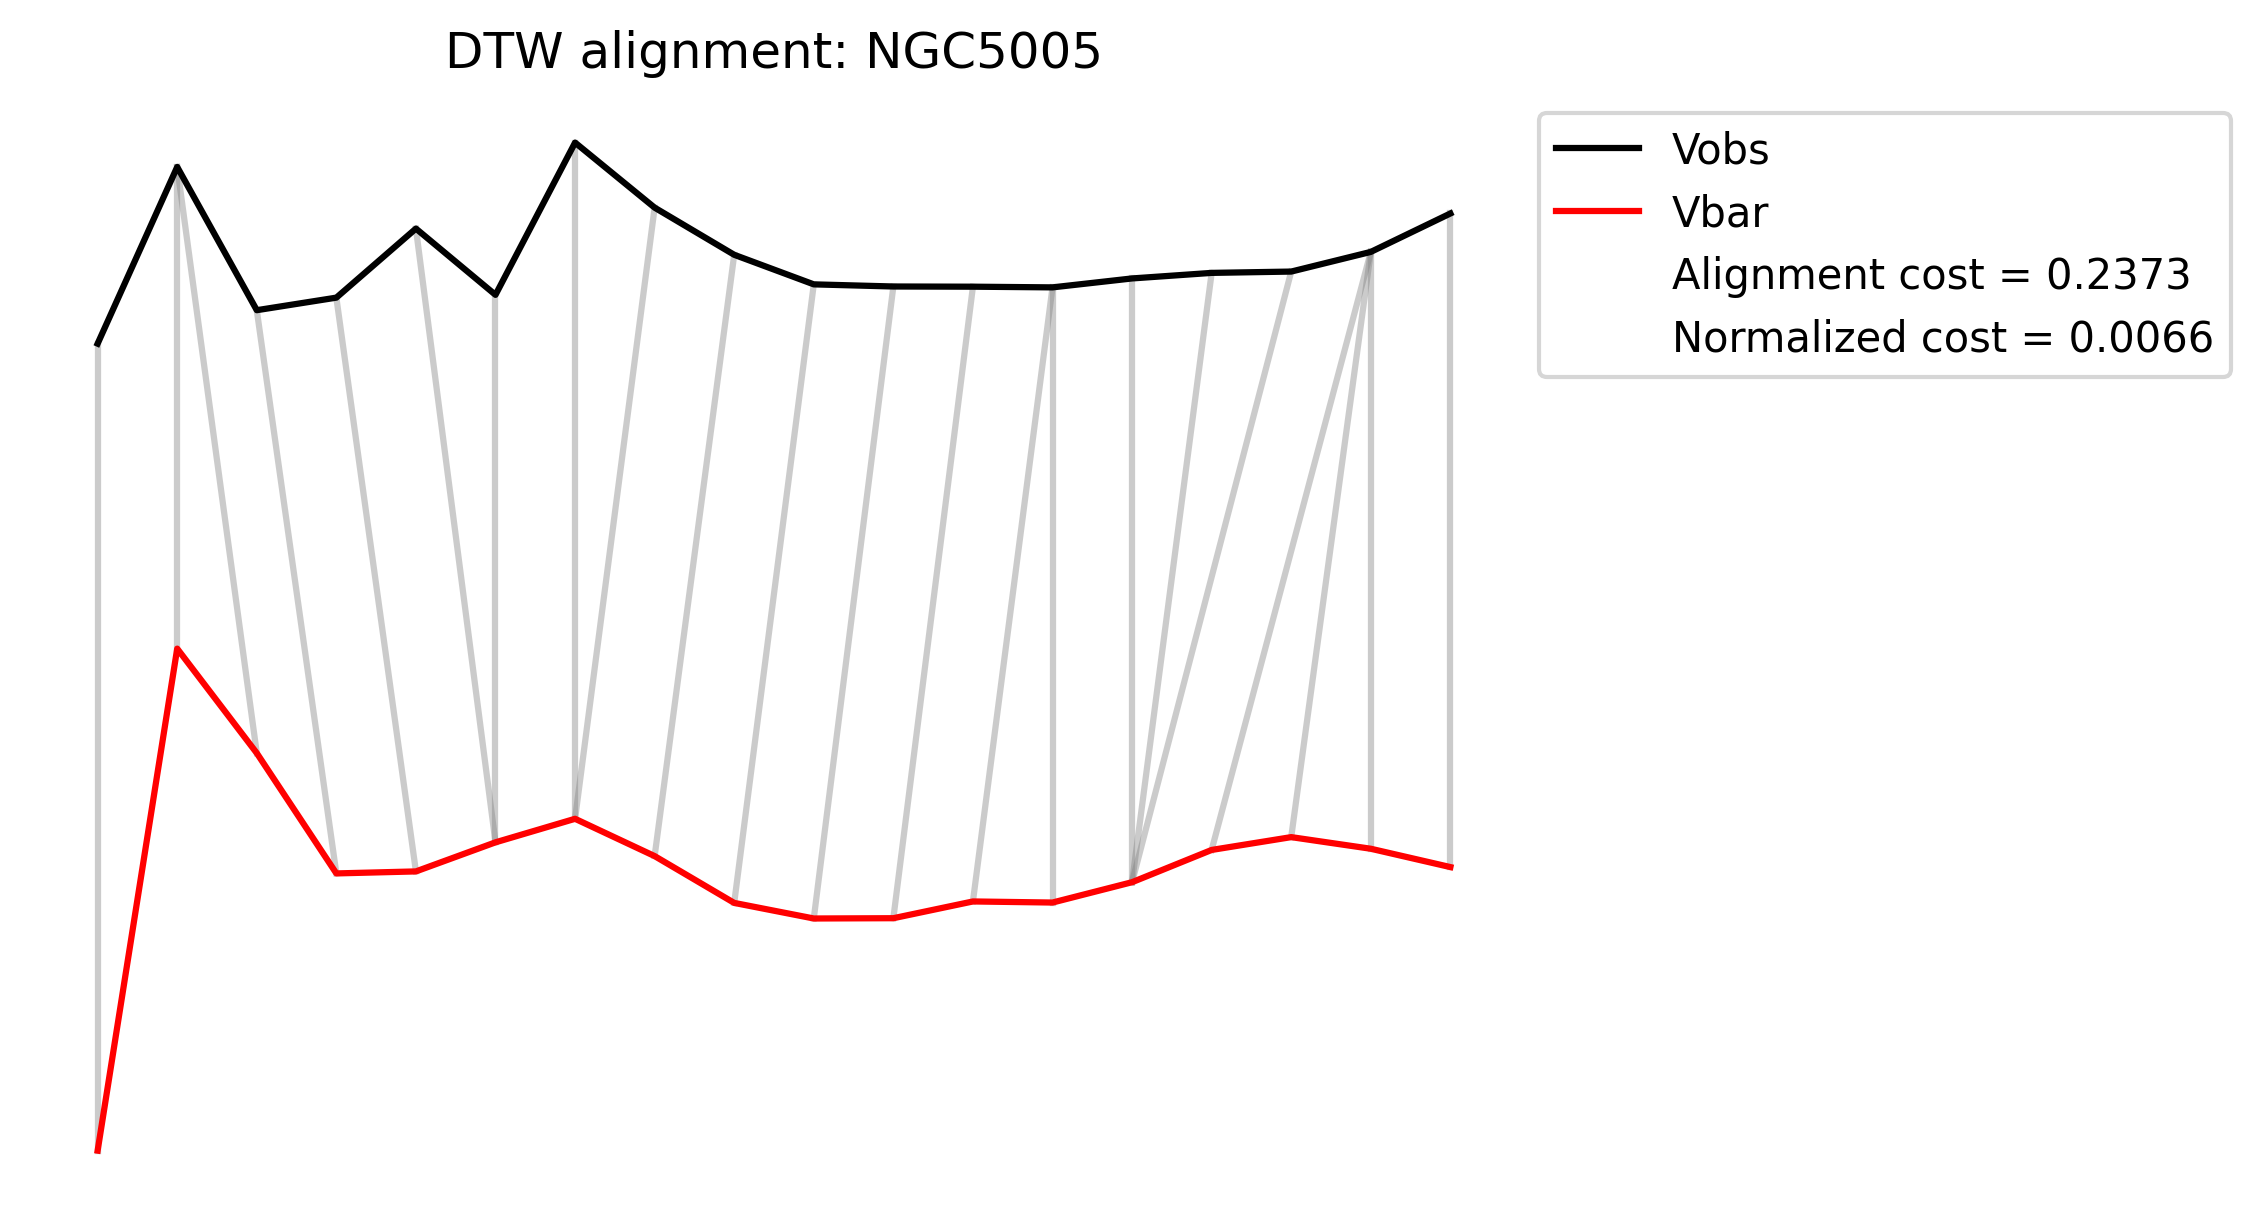 DTW alignment: NGC5005
Vobs
Vbar
Alignment cost = 0.2373
Normalized cost = 0.0066